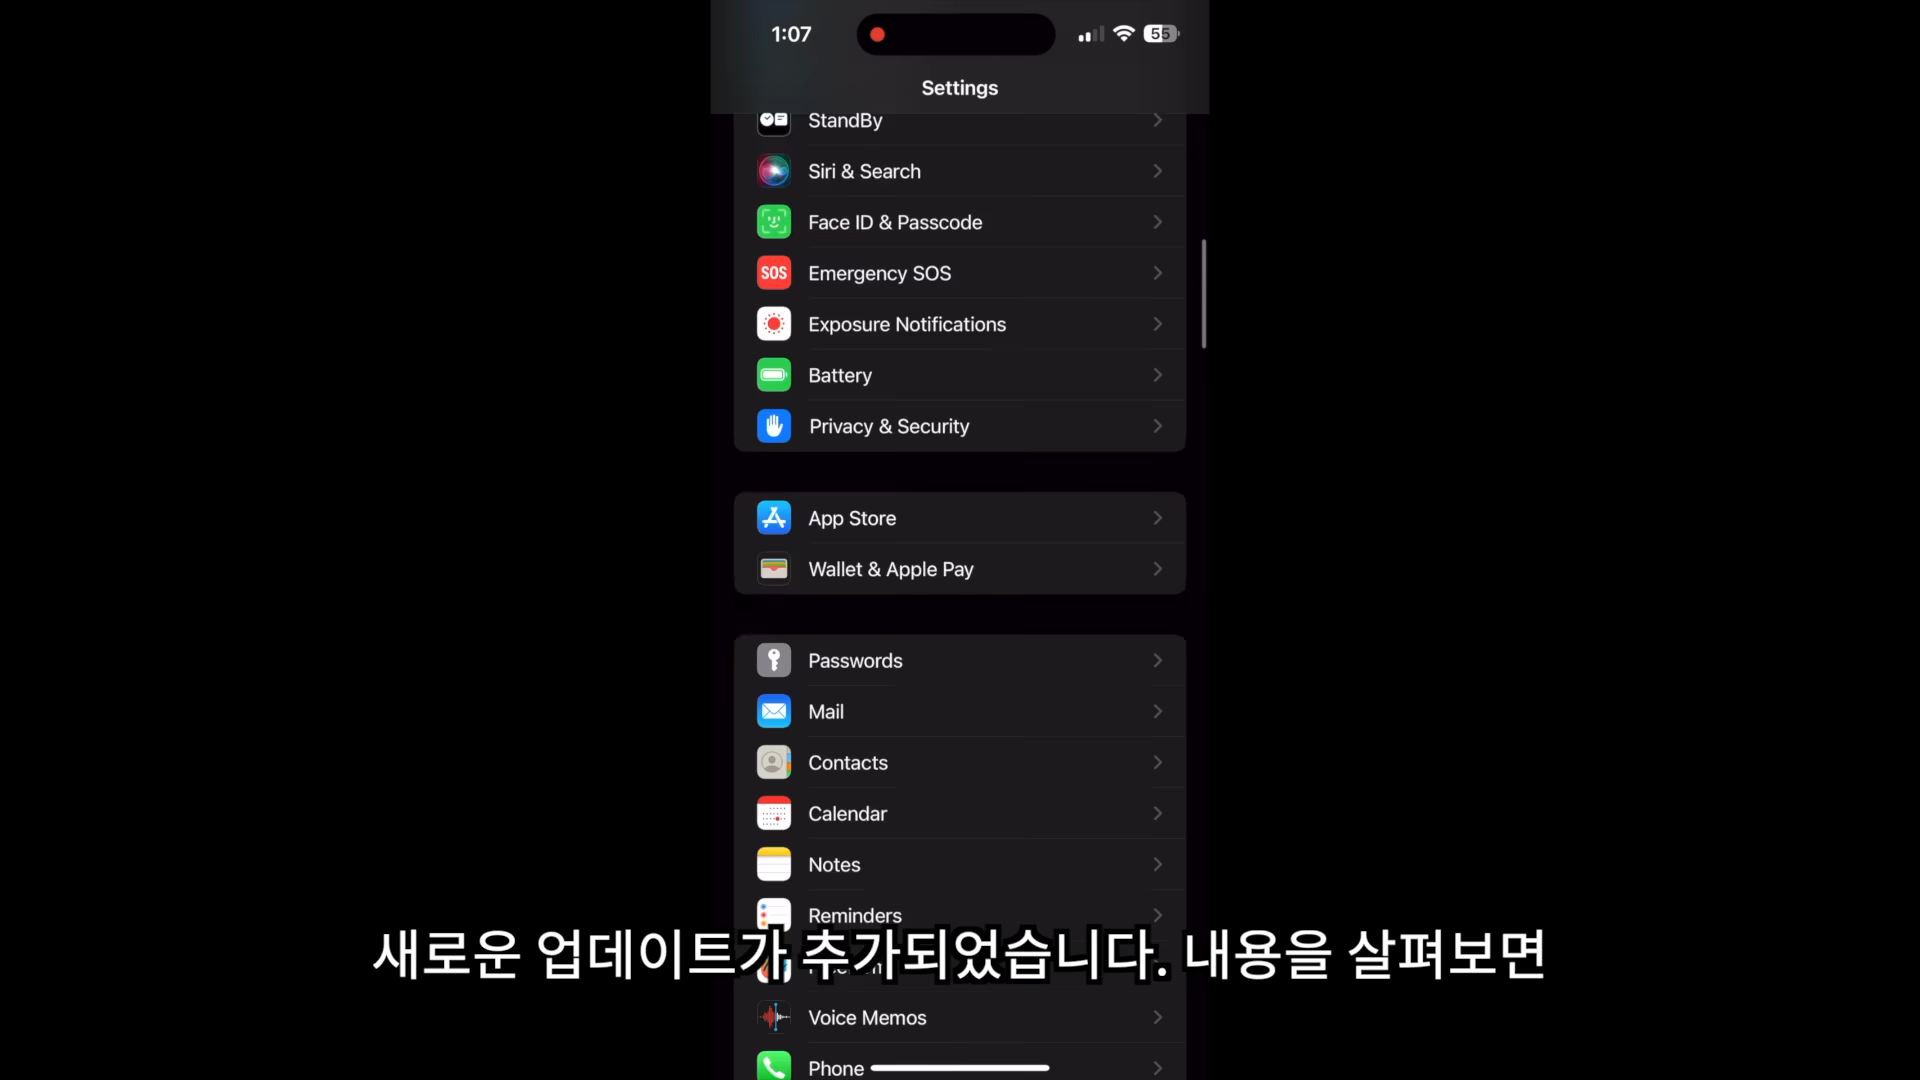 1:07
55
Settings
StandBy
Siri & Search
Face ID & Passcode
SOS
Emergency SOS
Exposure Notifications
Battery
Privacy & Security
App Store
Wallet & Apple Pay
Passwords
Mail
Contacts
Calendar
Notes
Reminders
새로운 업데이트가 추가되었습니다. 내용을 살펴보면
Voice Memos
Phone